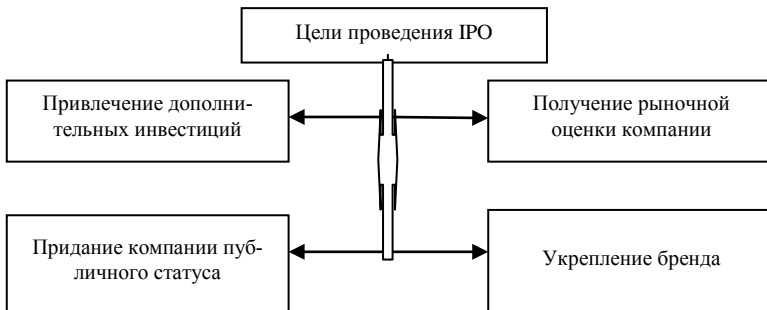 Цели проведения IPO
Привлечение дополни-
тельных инвестиций
Получение рыночной
оценки компании
Придание компании пуб-
личного статуса
Укрепление бренда